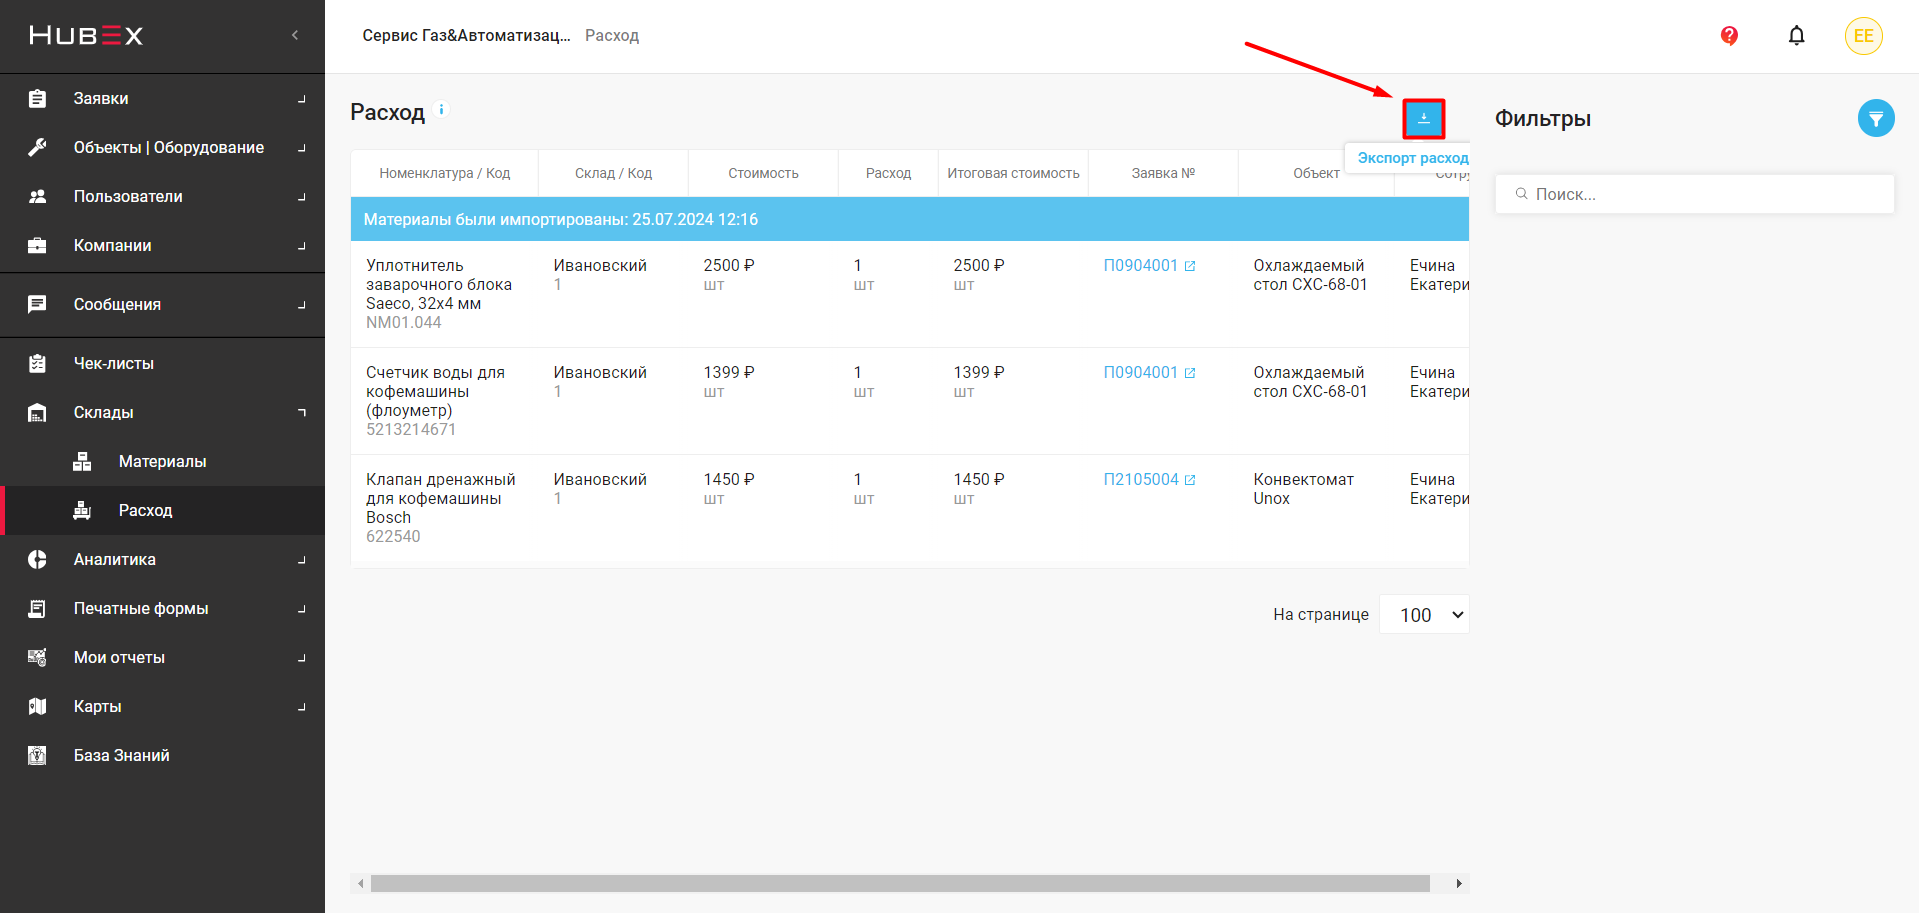 HUBEX
Сервис Газ&Автоматизац... Расход
EE
Заявки
Объекты | Оборудование
Пользователи
Компании
Сообщения
Чек-листы
Склады
Материалы
Расход
Аналитика
Печатные формы
Мои отчеты
Карты
База Знаний
Расход
Экспорт расход
Номенклатура / Код Склад / Код Стоимость Расход Итоговая стоимость Заявка № Объект Сотру
Материалы были импортированы: 25.07.2024 12:16
Уплотнитель Ивановский 2500 ₽ 1 2500 ₽ П0904001 Охлаждаемый Ечина
заварочного блока 1 шт шт шт стол СХС-68-01 Екатери
Saeco, 32x4 мм
NM01.044
Счетчик воды для Ивановский 1399 ₽ 1 1399 ₽ П0904001 Охлаждаемый Ечина
кофемашины 1 шт шт шт стол СХС-68-01 Екатери
(флоуметр)
5213214671
Клапан дренажный Ивановский 1450 ₽ 1 1450 ₽ П2105004 Конвектомат Ечина
для кофемашины 1 шт шт шт Unox Екатери
Bosch
622540
На странице 100
Фильтры
Поиск...